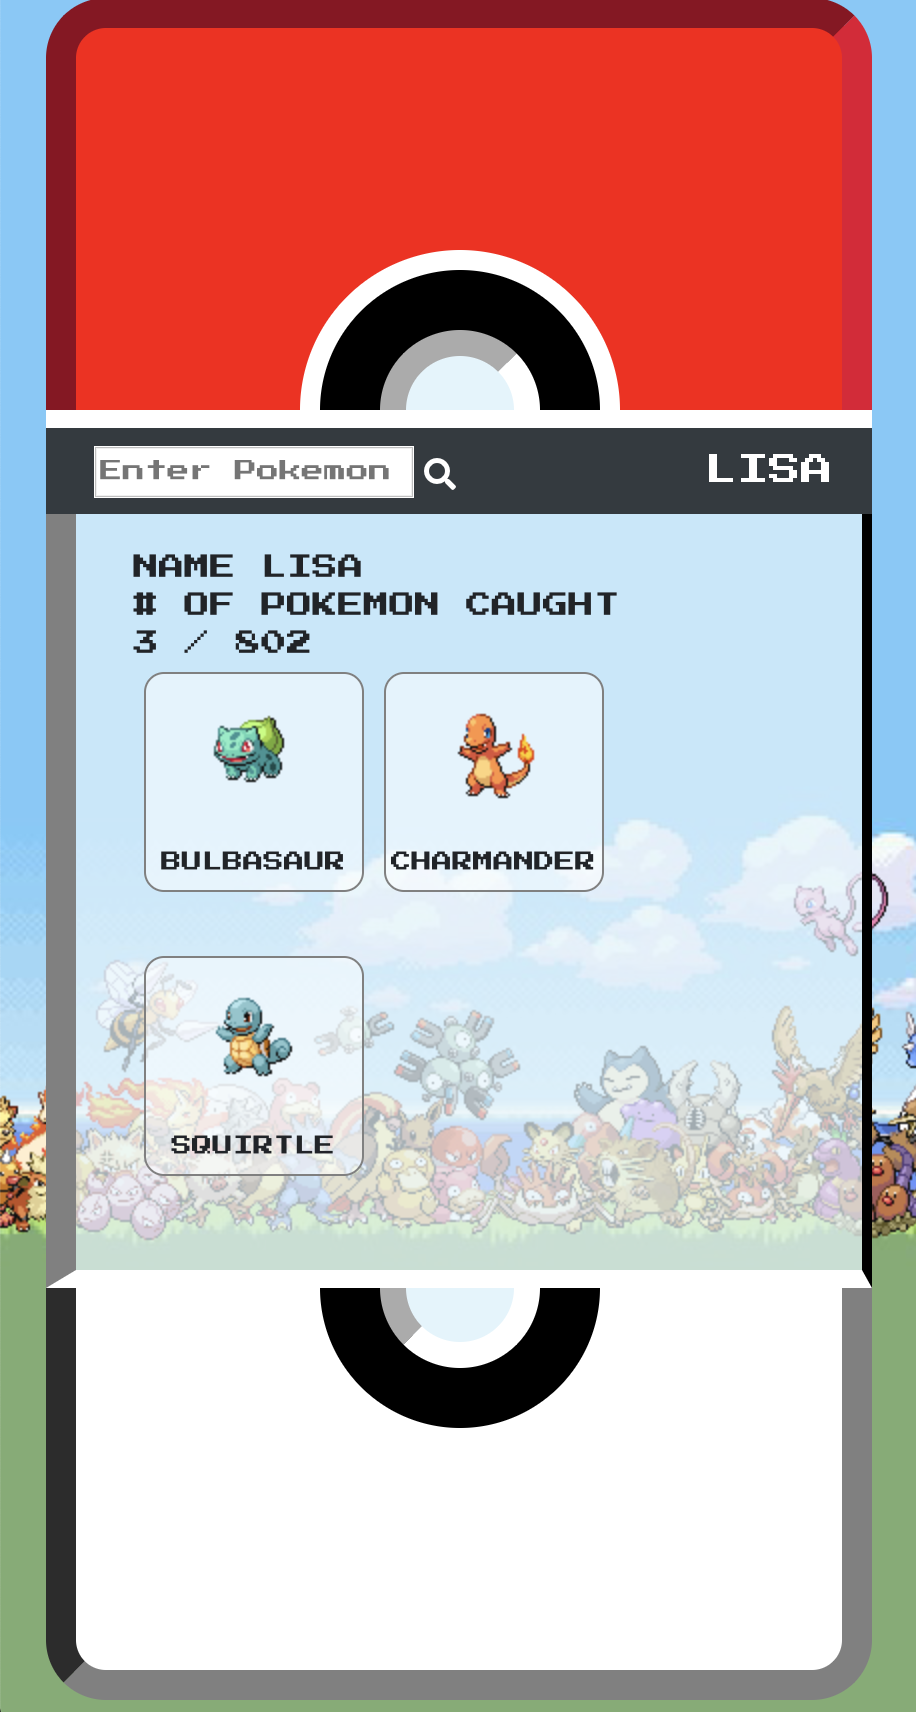 Enter Pokemon
LISA
NAME LISA
# OF POKEMON CAUGHT
3 / 802
BULBASAUR
CHARMANDER
SQUIRTLE